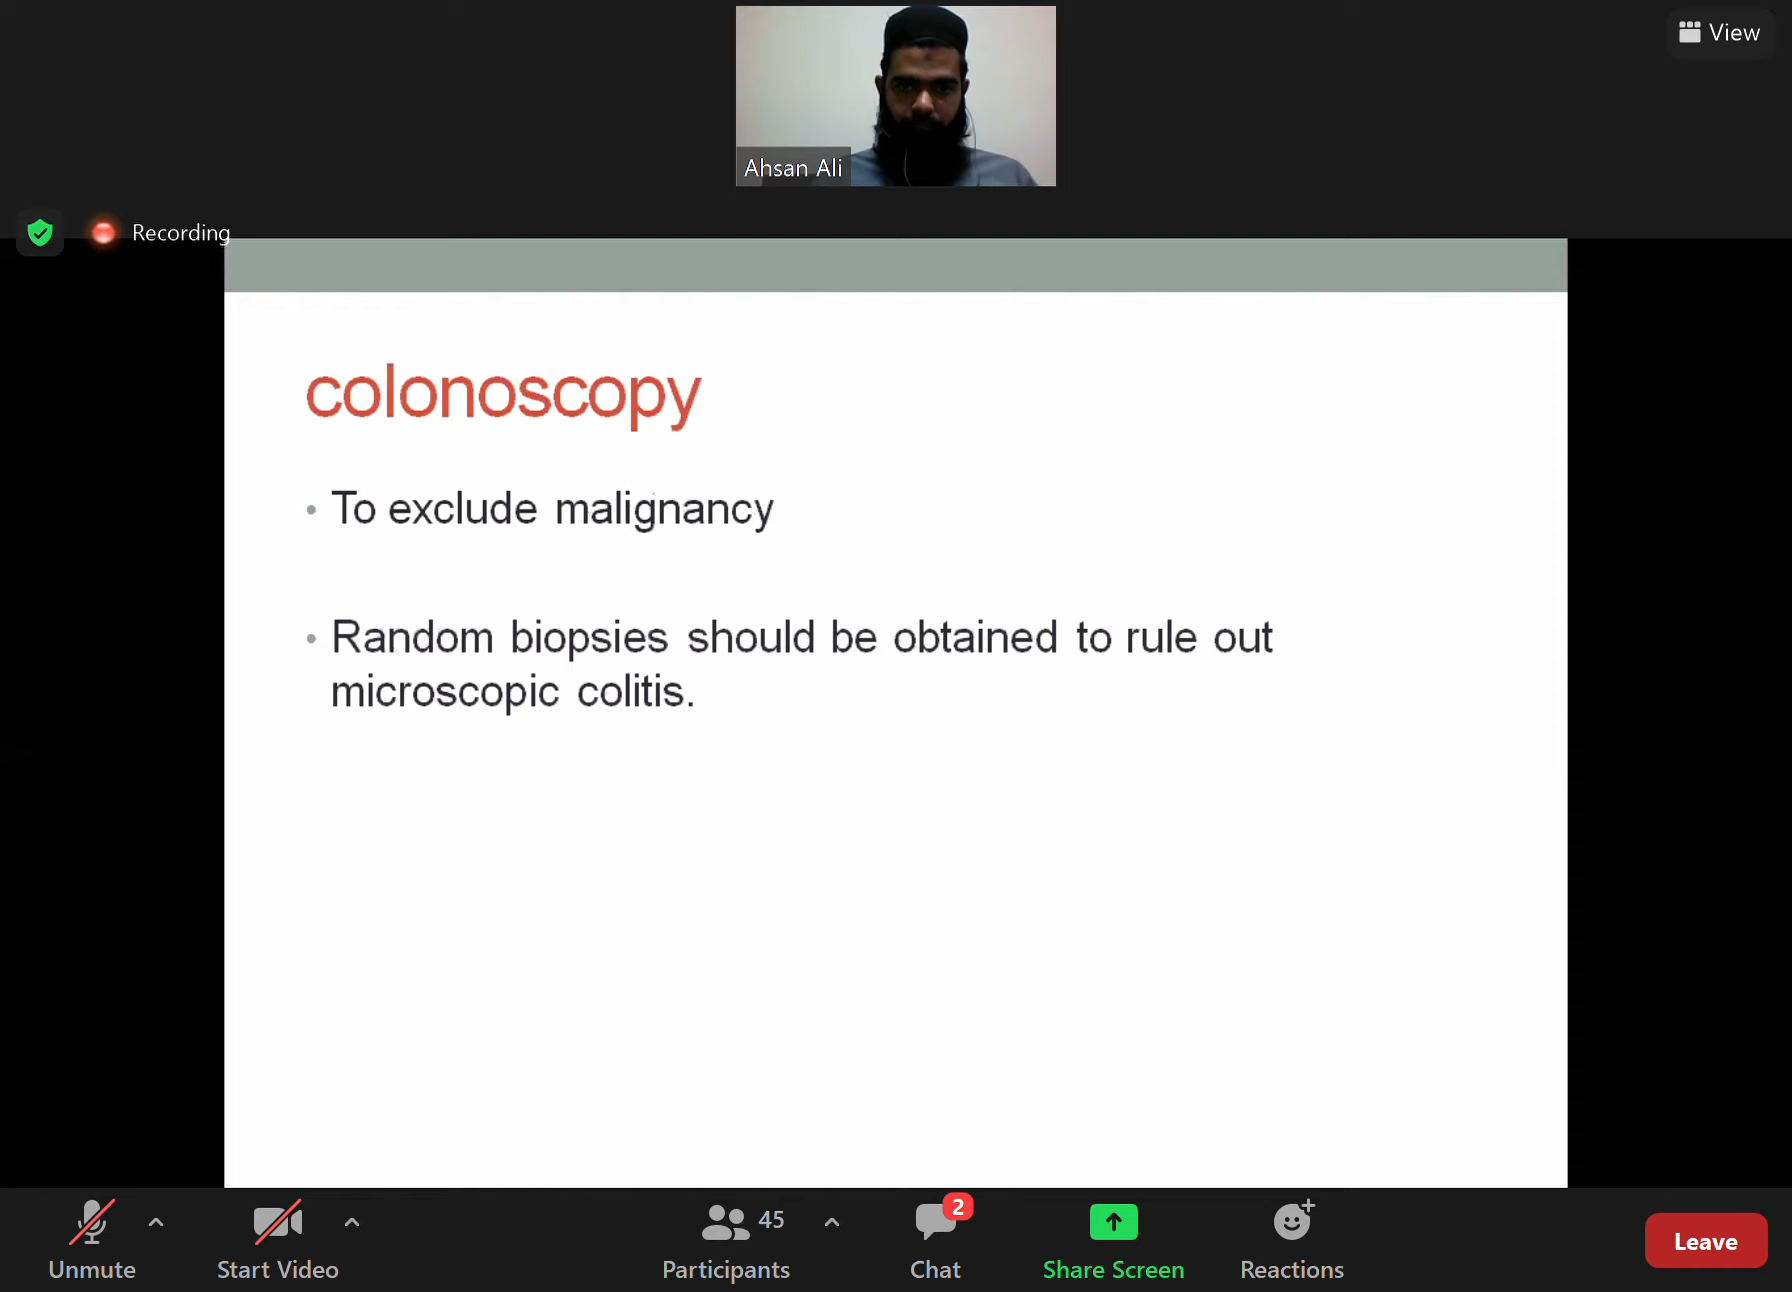 View
Ahsan Ali
Recording
colonoscopy
• To exclude malignancy
• Random biopsies should be obtained to rule out
microscopic colitis.
45
2
Unmute
Start Video
Participants
Chat
Share Screen
Reactions
Leave